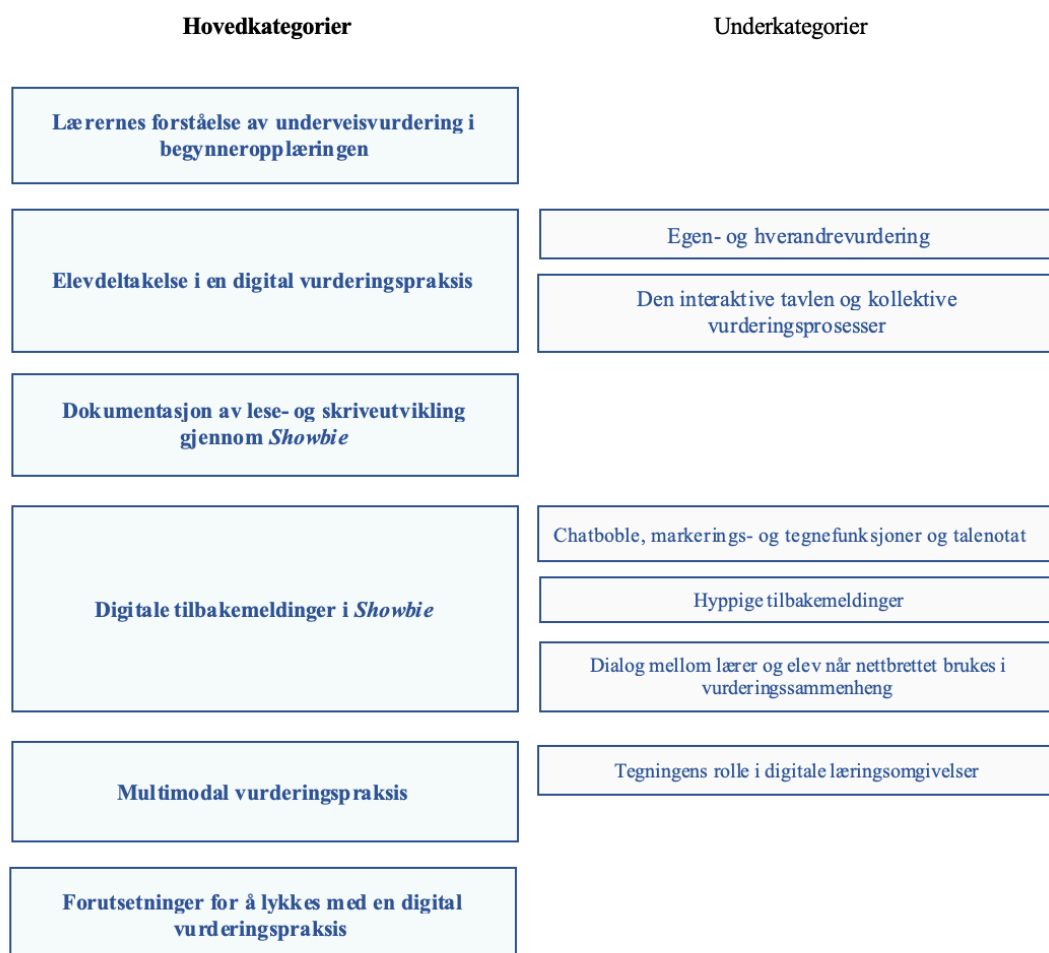 Hovedkategorier
Underkategorier
Lærernes forståelse av underveisvurdering i
begynneropplæringen
Elevdeltakelse i en digital vurderingspraksis
Egen- og hverandrevurdering
Den interaktive tavlen og kollektive
vurderingsprosesser
Dokumentasjon av lese- og skriveutvikling
gjennom Showbie
Digitale tilbakemeldinger i Showbie
Chatboble, markerings- og tegnefunksjoner og talenotat
Hyppige tilbakemeldinger
Dialog mellom lærer og elev når nettbrettet brukes i
vurderingssammenheng
Multimodal vurderingspraksis
Tegningens rolle i digitale læringsomgivelser
Forutsetninger for å lykkes med en digital
vurderingspraksis